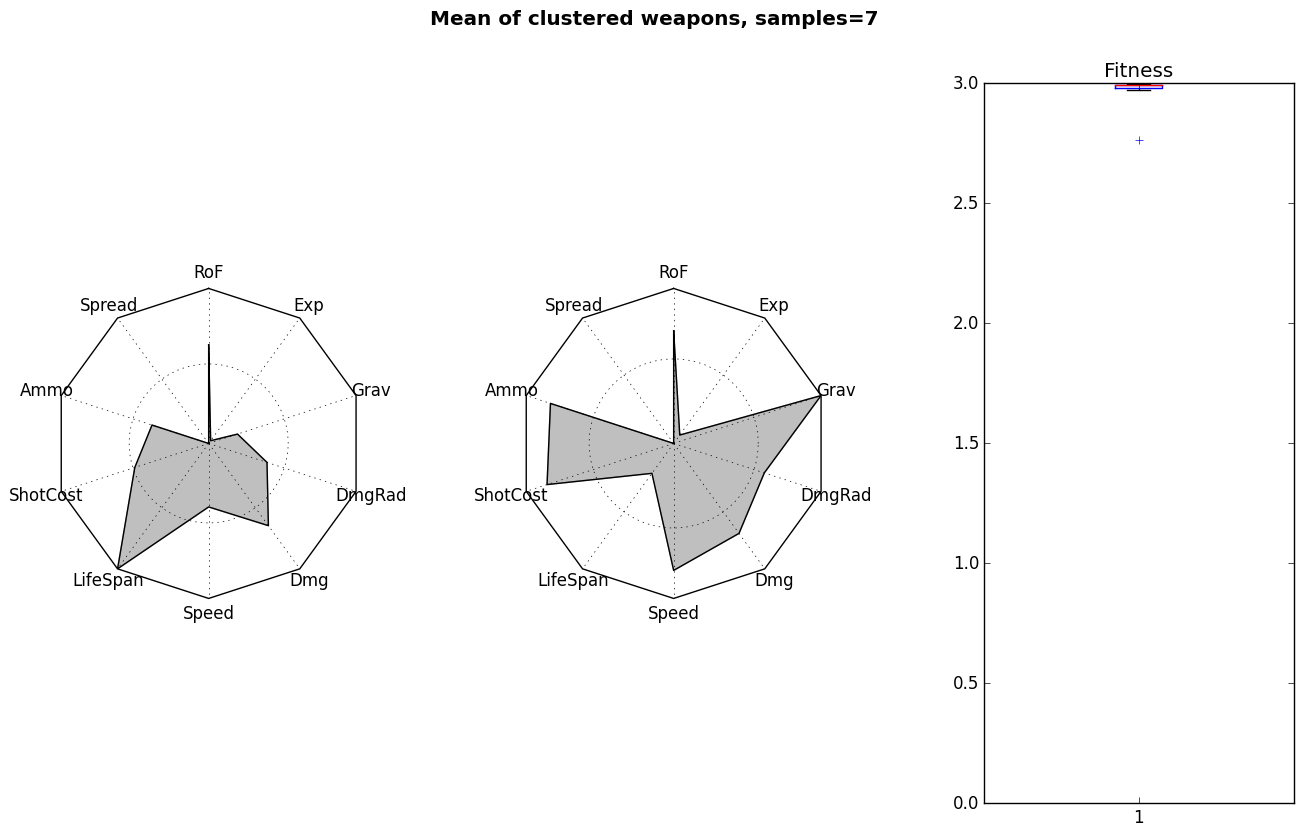 Mean of clustered weapons, samples=7
RoF
Exp
Grav
DmgRad
Dmg
Speed
LifeSpan
ShotCost
Ammo
Spread
RoF
Exp
Grav
DmgRad
Dmg
Speed
LifeSpan
ShotCost
Ammo
Spread
Fitness
3.0
2.5
2.0
1.5
1.0
0.5
0.0
1